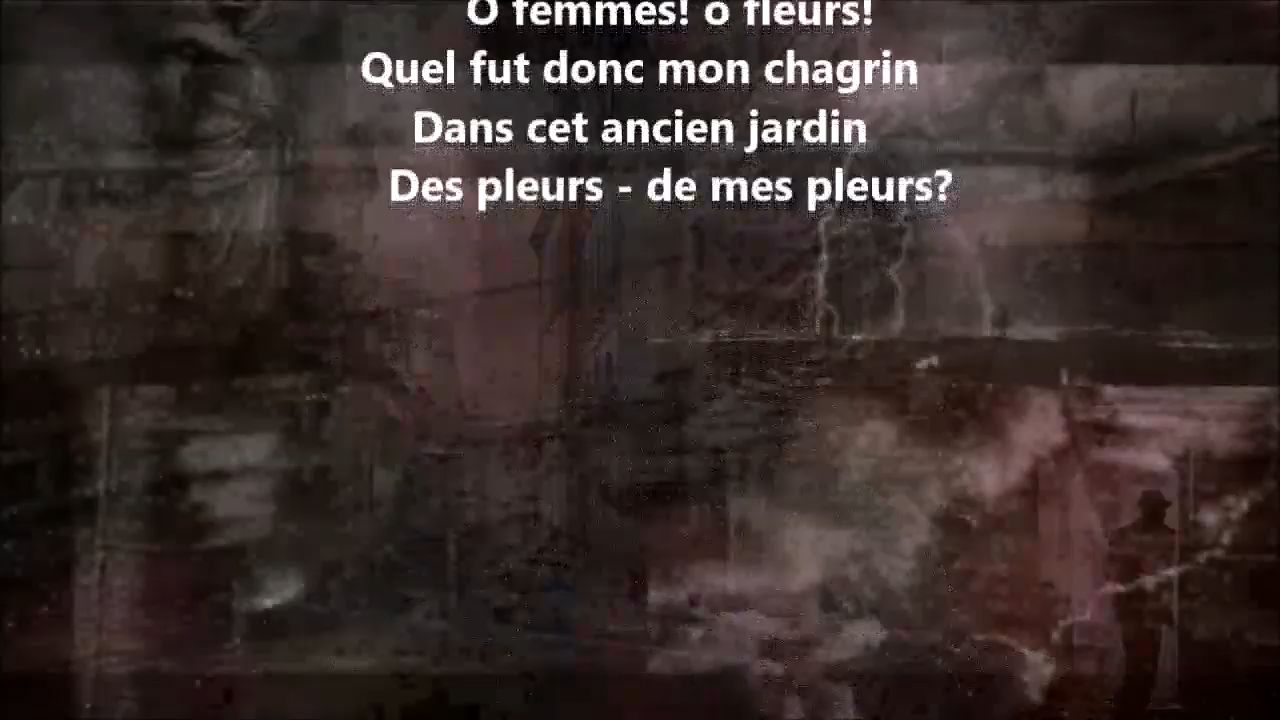 O femmes! o fleurs!
Quel fut donc mon chagrin
Dans cet ancien jardin
Des pleurs - de mes pleurs?